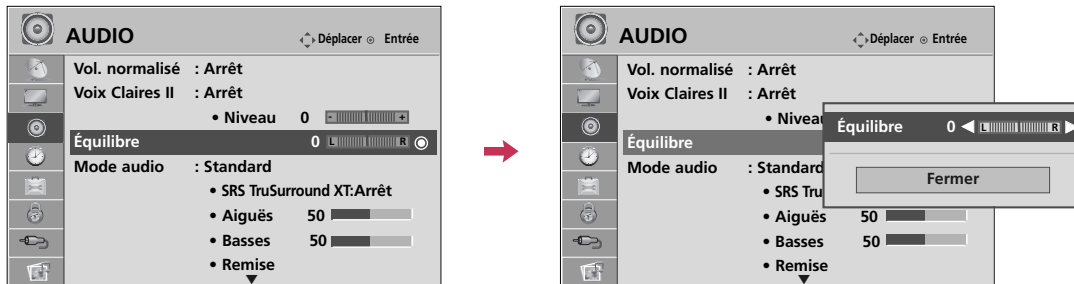 AUDIO
Déplacer Entrée
Vol. normalisé : Arrêt
Voix Claires II : Arrêt
• Niveau 0 - +
Équilibre 0 L R
Mode audio : Standard
• SRS TruSurround XT:Arrêt
• Aiguës 50
• Basses 50
• Remise
AUDIO
Déplacer Entrée
Vol. normalisé : Arrêt
Voix Claires II : Arrêt
• Niveau
Équilibre
Mode audio : Standard
• SRS Tru
• Aiguës 50
• Basses 50
• Remise
Équilibre 0 L R
Fermer